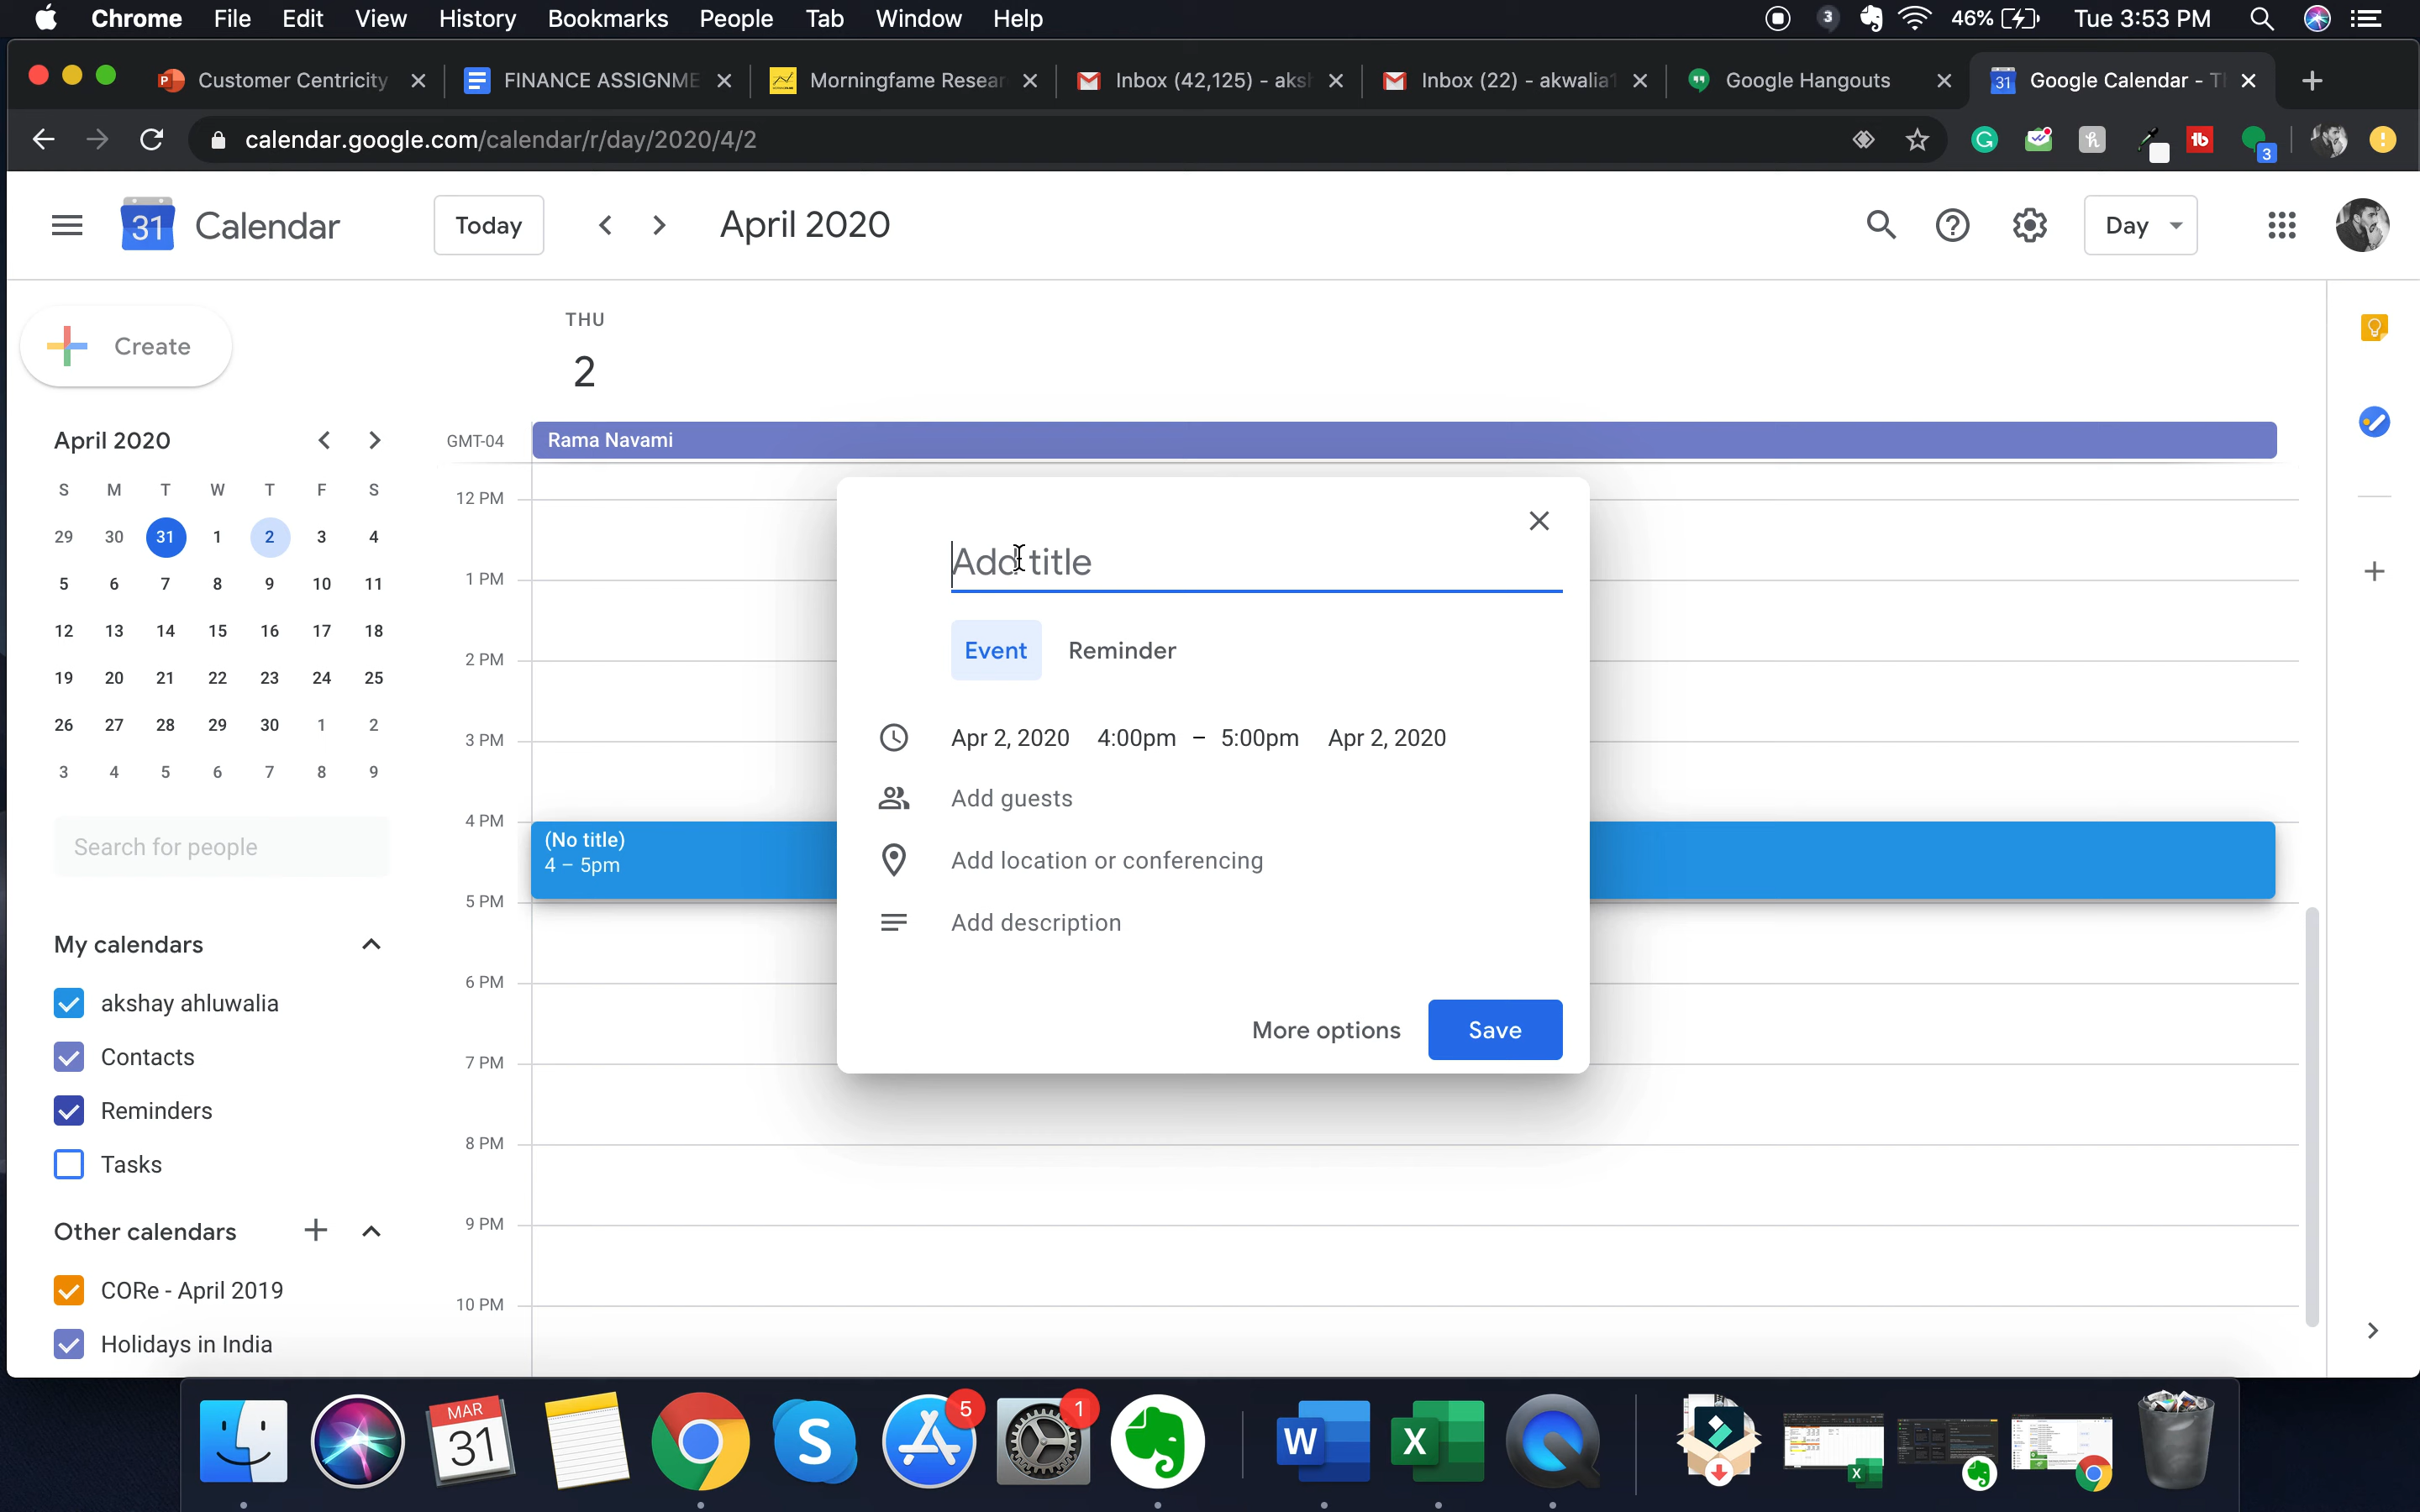 Chrome File Edit View History Bookmarks People Tab Window Help 3 46% Tue 3:53 PM
Customer Centricity FINANCE ASSIGNME Morningfame Resear Inbox (42,125) - aksh Inbox (22) - akwalia1 Google Hangouts Google Calendar - Th
calendar.google.com/calendar/r/day/2020/4/2 3
31 Calendar Today April 2020 Day
Create
THU
2
April 2020
GMT-04 Rama Navami
S M T W T F S
29 30 31 1 2 3 4
5 6 7 8 9 10 11
12 13 14 15 16 17 18
19 20 21 22 23 24 25
26 27 28 29 30 1 2
3 4 5 6 7 8 9
Search for people
My calendars
akshay ahluwalia
Contacts
Reminders
Tasks
Other calendars
CORe - April 2019
Holidays in India
12 PM
1 PM
2 PM
3 PM
4 PM
5 PM
6 PM
7 PM
8 PM
9 PM
10 PM
(No title)
4 – 5pm
Add title
Event Reminder
Apr 2, 2020 4:00pm – 5:00pm Apr 2, 2020
Add guests
Add location or conferencing
Add description
More options Save
MAR
31
S
5
1
W
X